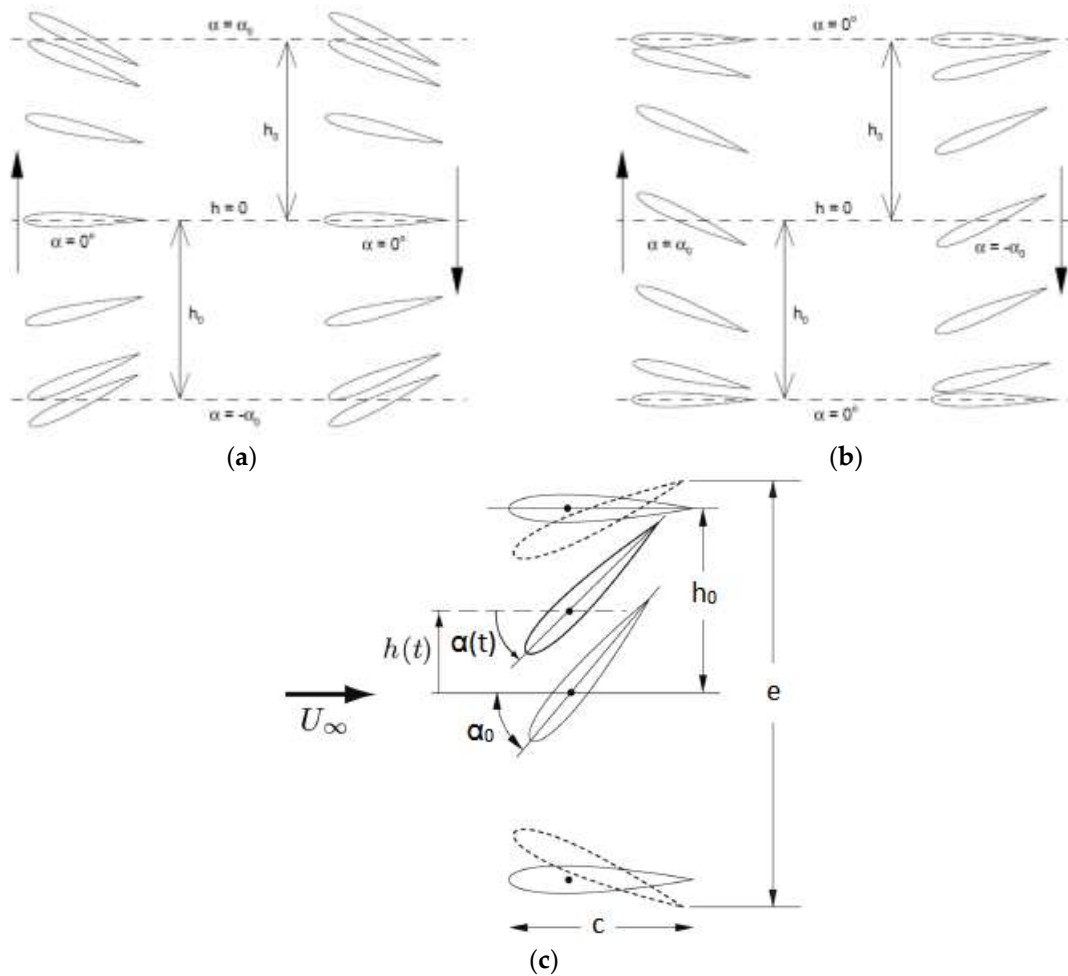 α = α₀
h₀
h = 0
α = 0°
α = 0°
h₀
α = -α₀
(a)
α = 0°
h₀
h = 0
α = α₀
α = -α₀
h₀
α = 0°
(b)
h₀
α(t)
h(t)
e
U∞
α₀
c
(c)